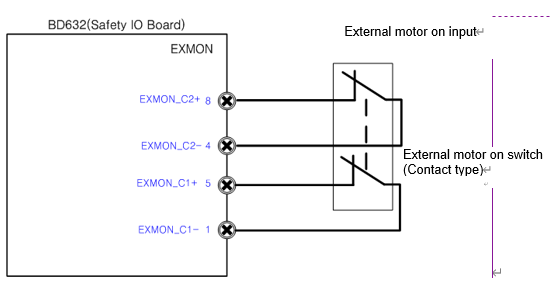 BD632(Safety IO Board)
External motor on input
EXMON
EXMON_C2+ 8
EXMON_C2- 4
External motor on switch
(Contact type)
EXMON_C1+ 5
EXMON_C1- 1